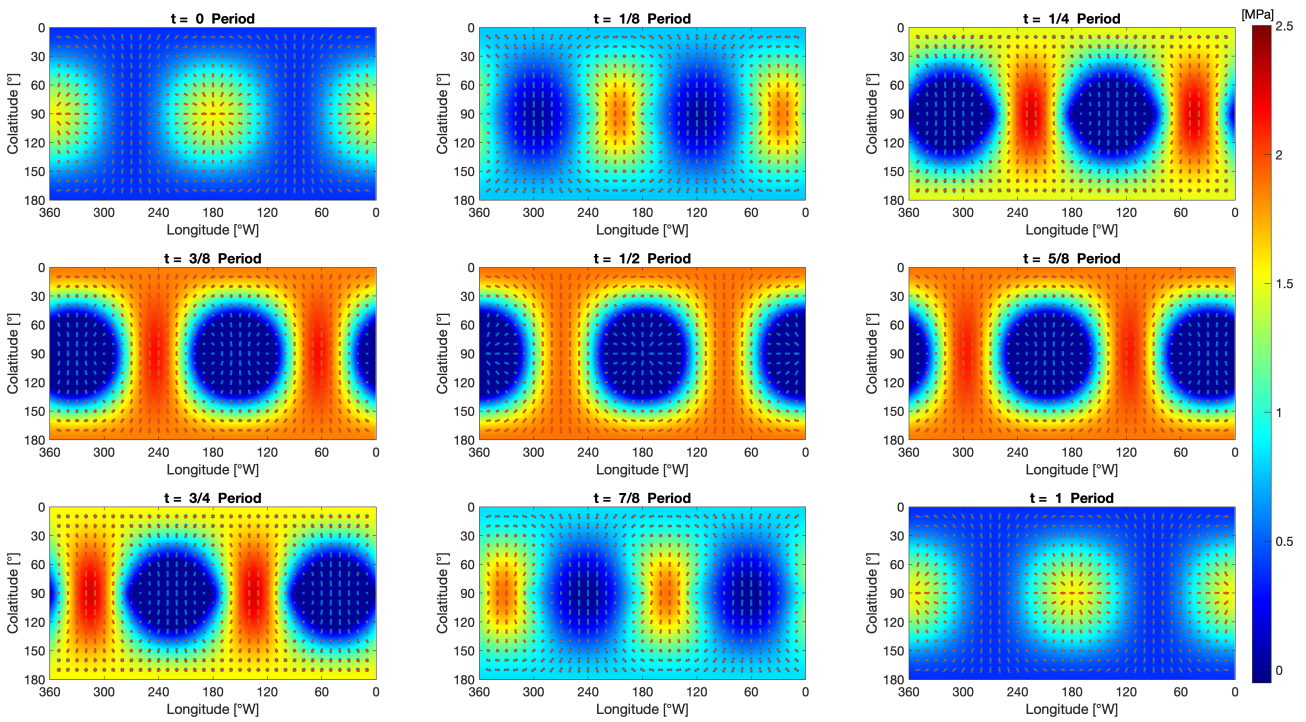 t = 0 Period
t = 1/8 Period
t = 1/4 Period
[MPa]
Colatitude [°]
0
30
60
90
120
150
180
360 300 240 180 120 60 0
Longitude [°W]
Colatitude [°]
0
30
60
90
120
150
180
360 300 240 180 120 60 0
Longitude [°W]
Colatitude [°]
0
30
60
90
120
150
180
360 300 240 180 120 60 0
Longitude [°W]
t = 3/8 Period
t = 1/2 Period
t = 5/8 Period
Colatitude [°]
0
30
60
90
120
150
180
360 300 240 180 120 60 0
Longitude [°W]
Colatitude [°]
0
30
60
90
120
150
180
360 300 240 180 120 60 0
Longitude [°W]
Colatitude [°]
0
30
60
90
120
150
180
360 300 240 180 120 60 0
Longitude [°W]
t = 3/4 Period
t = 7/8 Period
t = 1 Period
Colatitude [°]
0
30
60
90
120
150
180
360 300 240 180 120 60 0
Longitude [°W]
Colatitude [°]
0
30
60
90
120
150
180
360 300 240 180 120 60 0
Longitude [°W]
Colatitude [°]
0
30
60
90
120
150
180
360 300 240 180 120 60 0
Longitude [°W]
2.5
2
1.5
1
0.5
0